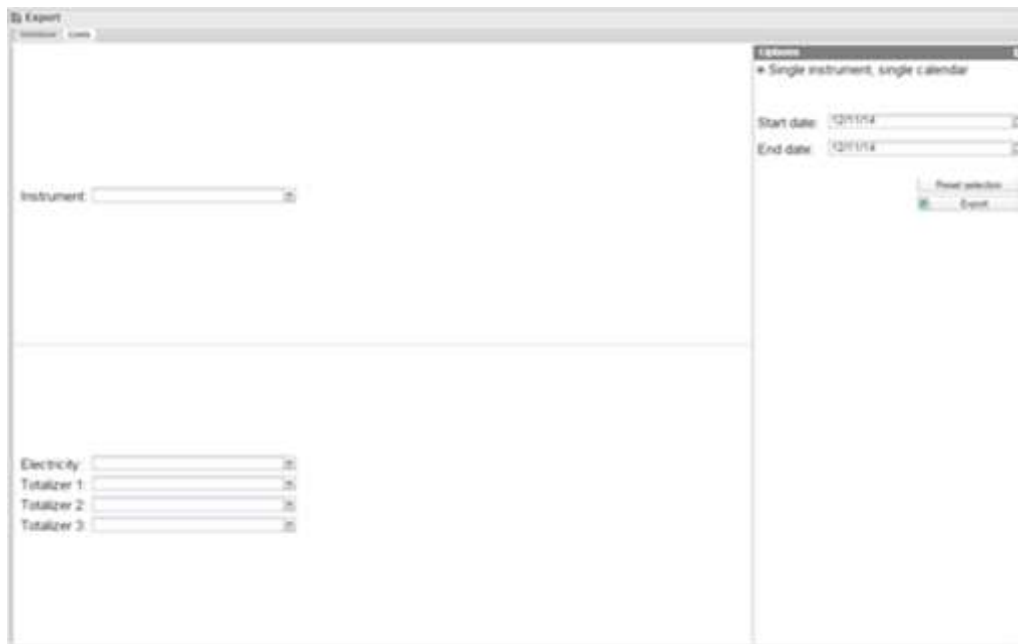 Export
Costs
Options
Single instrument, single calendar
Start date: 12/11/14
End date: 12/11/14
Instrument:
Reset selection
Export
Electricity:
Totalizer 1:
Totalizer 2:
Totalizer 3: